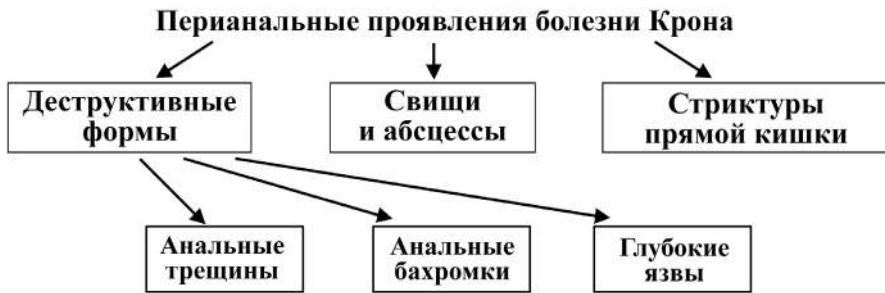 Перианальные проявления болезни Крона
Деструктивные
формы
Свищи
и абсцессы
Стриктуры
прямой кишки
Анальные
трещины
Анальные
бахромки
Глубокие
язвы